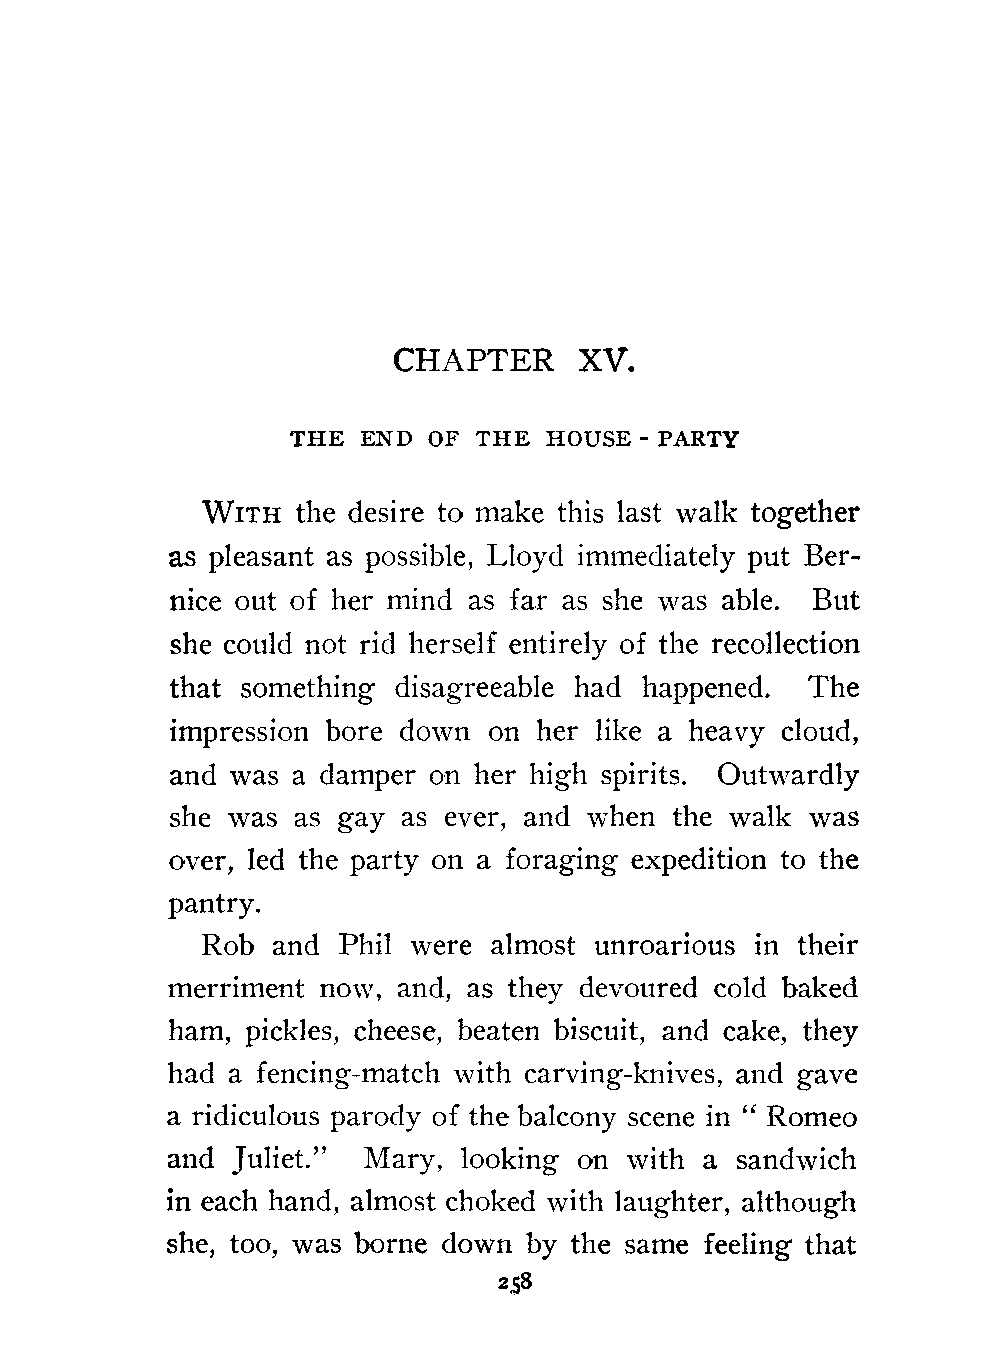 CHAPTER XV.
THE END OF THE HOUSE - PARTY
WITH the desire to make this last walk together
as pleasant as possible, Lloyd immediately put Ber-
nice out of her mind as far as she was able. But
she could not rid herself entirely of the recollection
that something disagreeable had happened. The
impression bore down on her like a heavy cloud,
and was a damper on her high spirits. Outwardly
she was as gay as ever, and when the walk was
over, led the party on a foraging expedition to the
pantry.
Rob and Phil were almost unroarious in their
merriment now, and, as they devoured cold baked
ham, pickles, cheese, beaten biscuit, and cake, they
had a fencing-match with carving-knives, and gave
a ridiculous parody of the balcony scene in “ Romeo
and Juliet.” Mary, looking on with a sandwich
in each hand, almost choked with laughter, although
she, too, was borne down by the same feeling that
258